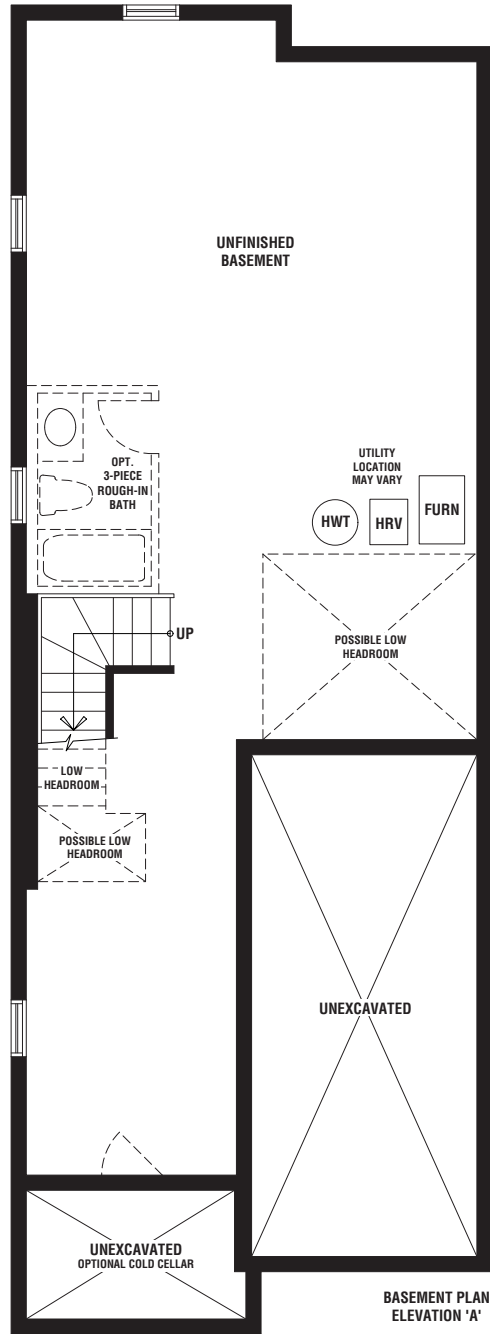 UNFINISHED
BASEMENT
OPT.
3-PIECE
ROUGH-IN
BATH
UTILITY
LOCATION
MAY VARY
HWT
HRV
FURN
UP
POSSIBLE LOW
HEADROOM
LOW
HEADROOM
POSSIBLE LOW
HEADROOM
UNEXCAVATED
UNEXCAVATED
OPTIONAL COLD CELLAR
BASEMENT PLAN
ELEVATION 'A'